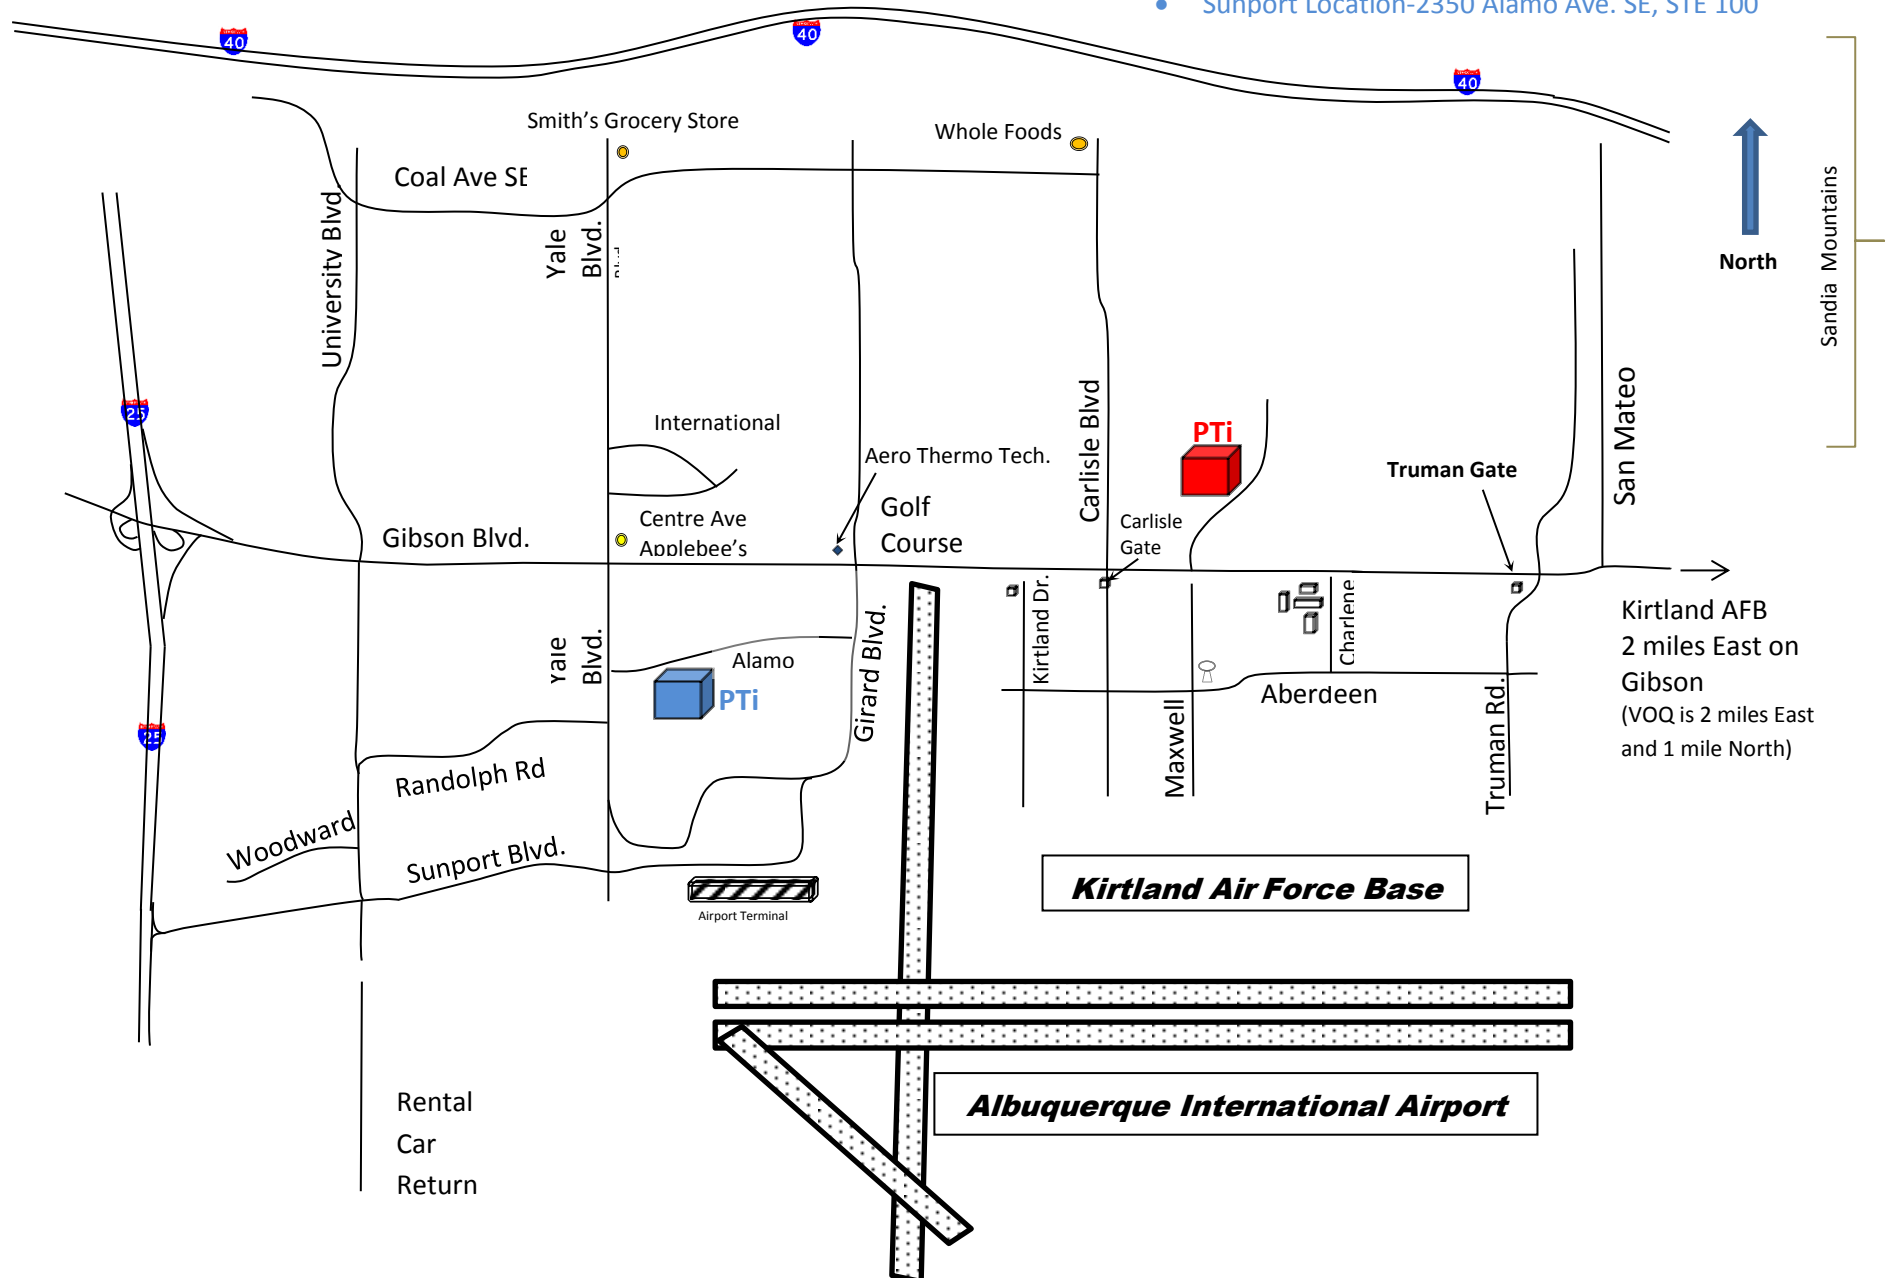 • Sunport Location-2350 Alamo Ave. SE, STE 100
40
40
40
Smith's Grocery Store
Whole Foods
Coal Ave SE
University Blvd.
Yale
Blvd.
Blvd
Sandia Mountains
North
25
International
Aero Thermo Tech.
Carlisle Blvd
PTi
Truman Gate
San Mateo
Golf
Course
Centre Ave
Applebee's
Carlisle
Gate
Gibson Blvd.
Kirtland Dr.
Charlene
Kirtland AFB
2 miles East on
Gibson
(VOQ is 2 miles East
and 1 mile North)
Yale
Blvd.
Alamo
PTi
Girard Blvd.
Aberdeen
Maxwell
Truman Rd.
25
Randolph Rd
Woodward
Sunport Blvd.
Airport Terminal
Kirtland Air Force Base
Albuquerque International Airport
Rental
Car
Return